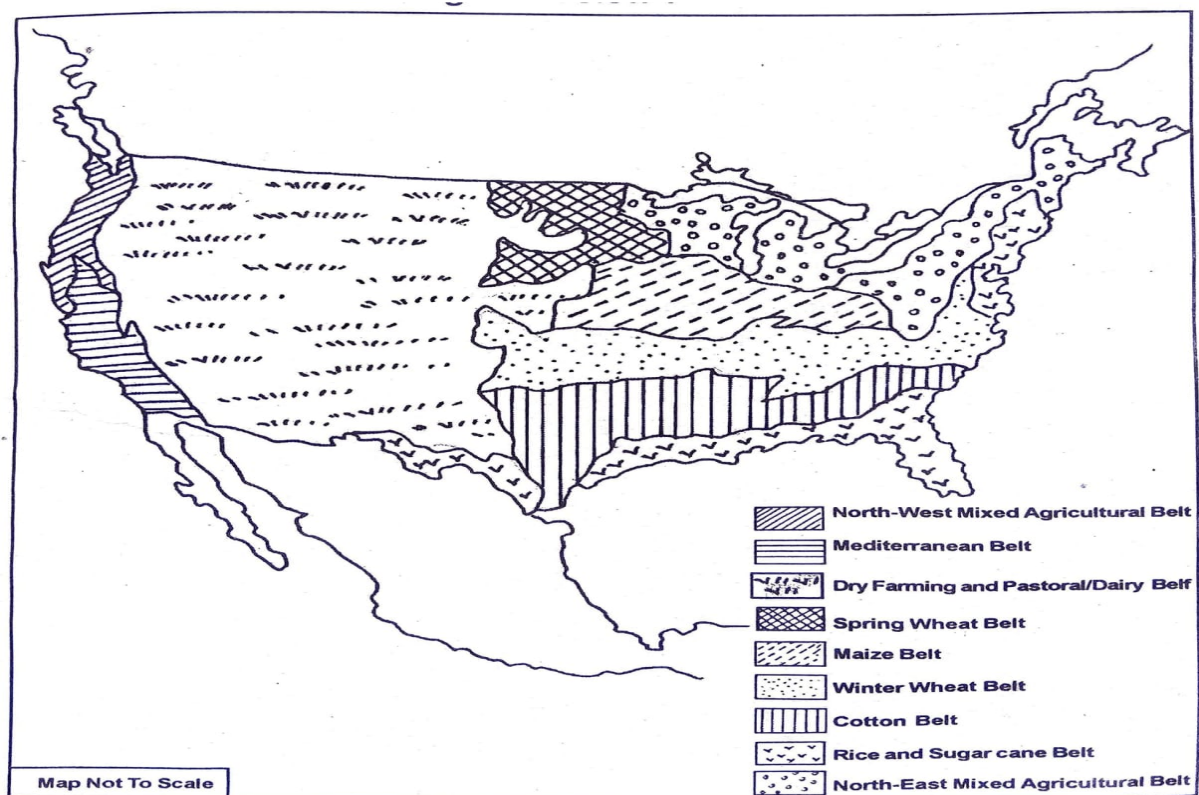 North-West Mixed Agricultural Belt
Mediterranean Belt
Dry Farming and Pastoral/Dairy Belf
Spring Wheat Belt
Maize Belt
Winter Wheat Belt
Cotton Belt
Rice and Sugar cane Belt
North-East Mixed Agricultural Belt
Map Not To Scale